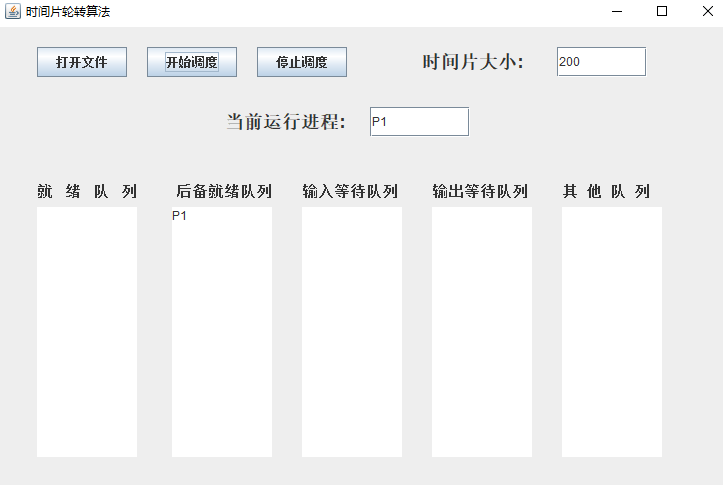 时间片轮转算法
打开文件 开始调度 停止调度 时间片大小: 200
当前运行进程: P1
就 绪 队 列 后备就绪队列 输入等待队列 输出等待队列 其 他 队 列
P1